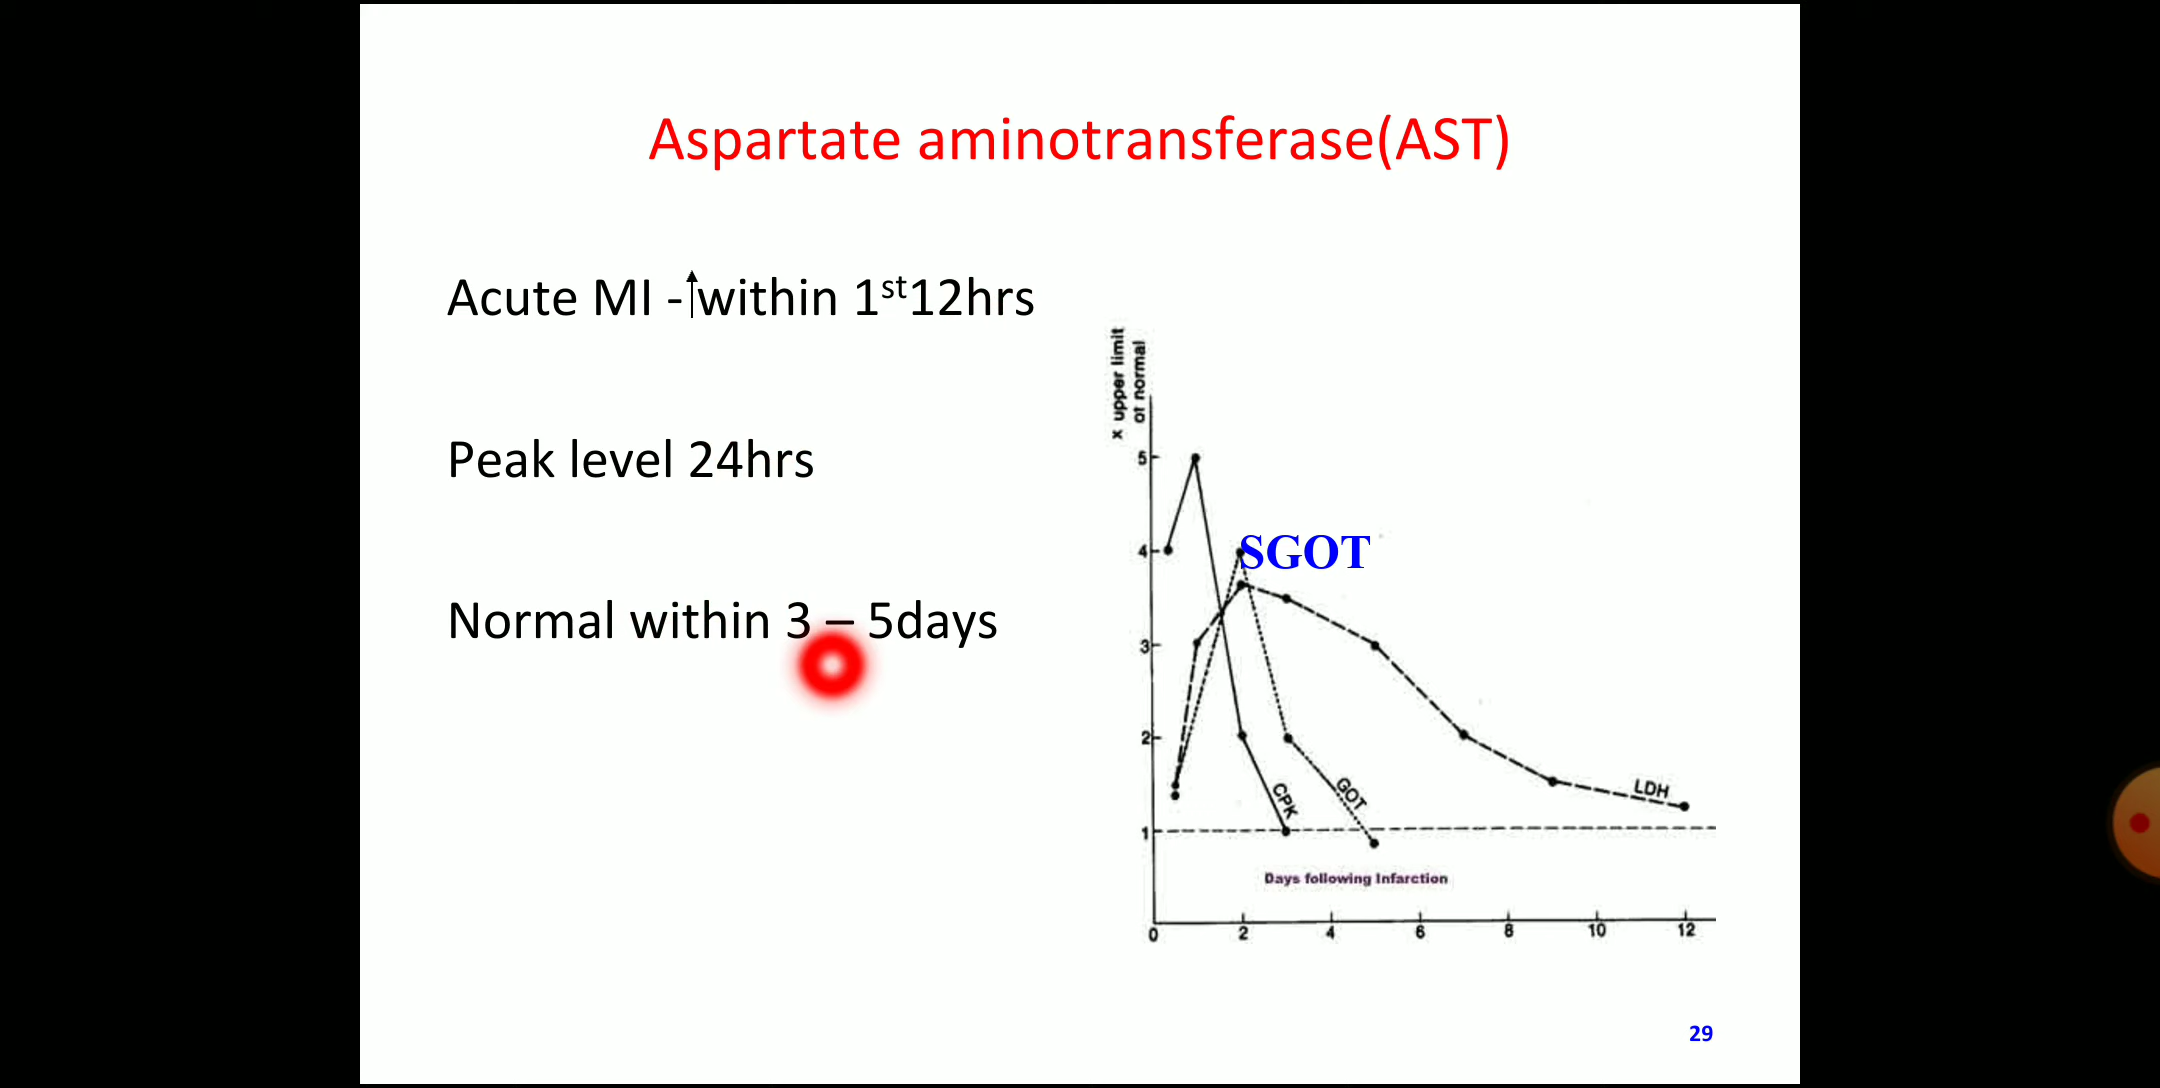 Aspartate aminotransferase(AST)
Acute MI -↑within 1st12hrs
Peak level 24hrs
Normal within 3 – 5days
x upper limit
of normal
5
4
3
2
1
SGOT
CPK
GOT
LDH
Days following Infarction
0 2 4 6 8 10 12
29